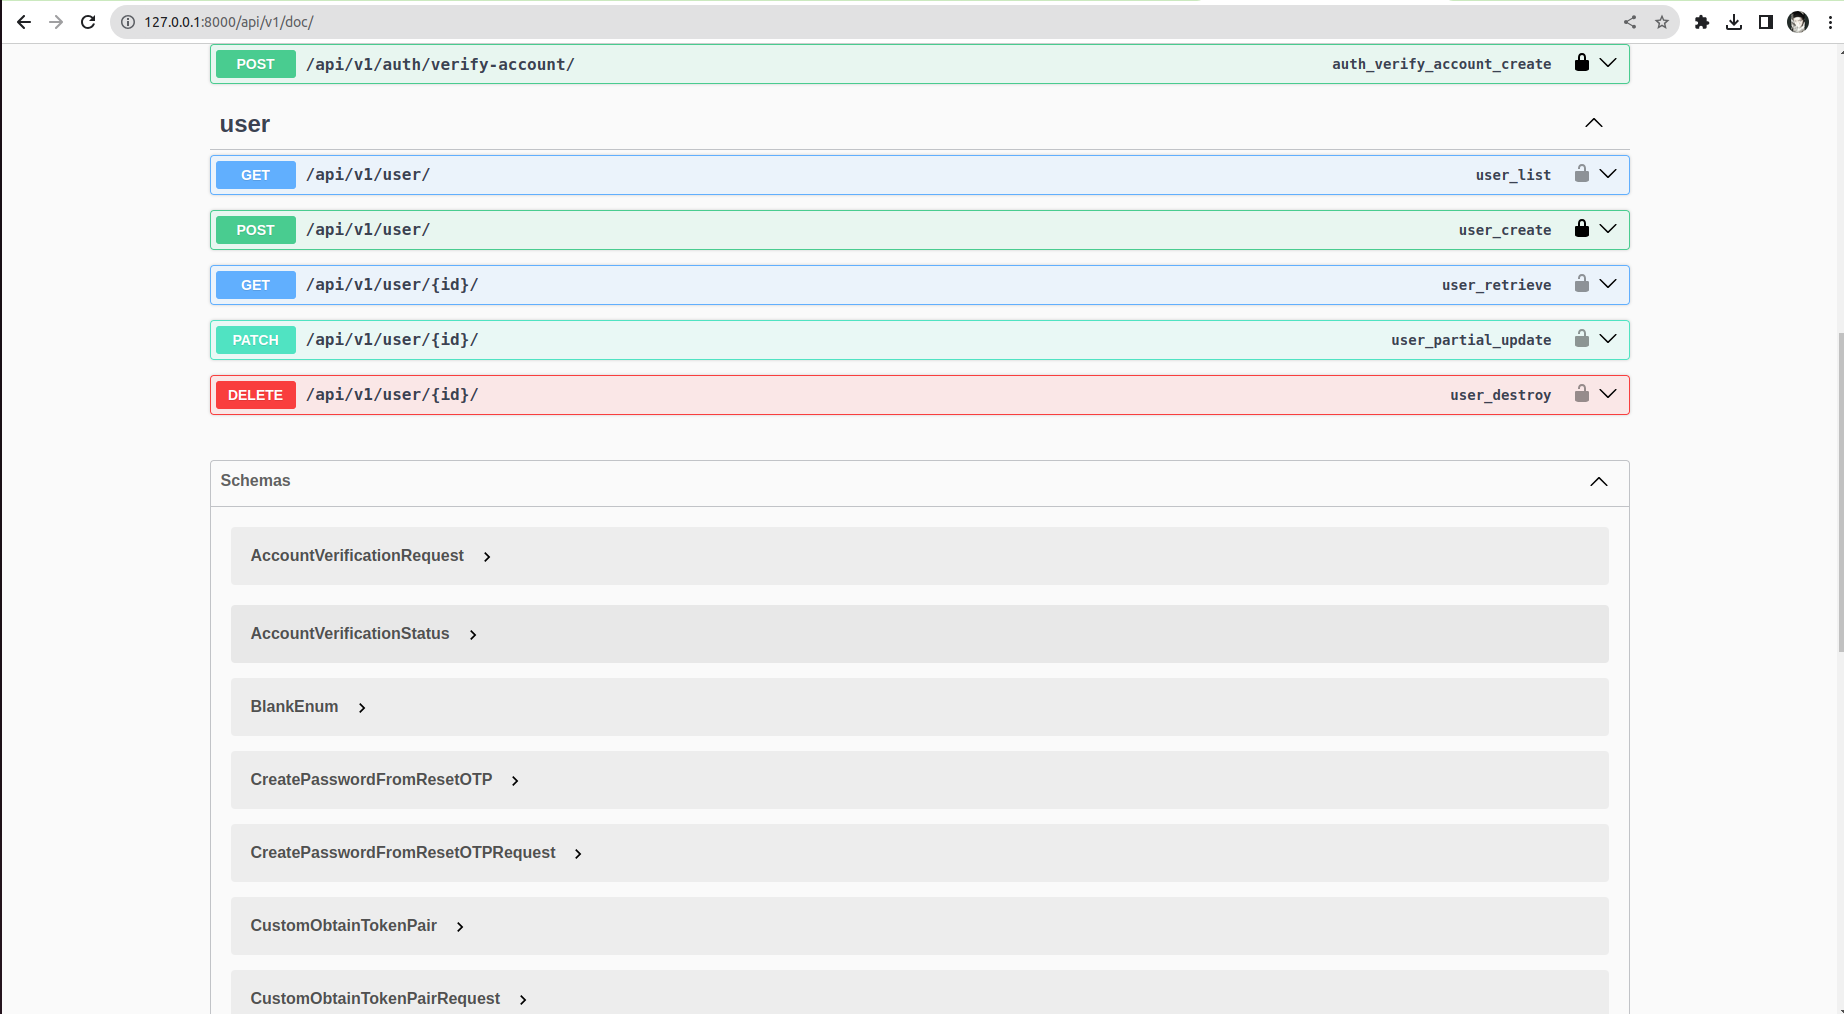 127.0.0.1:8000/api/v1/doc/
POST /api/v1/auth/verify-account/ auth_verify_account_create
user
GET /api/v1/user/ user_list
POST /api/v1/user/ user_create
GET /api/v1/user/{id}/ user_retrieve
PATCH /api/v1/user/{id}/ user_partial_update
DELETE /api/v1/user/{id}/ user_destroy
Schemas
AccountVerificationRequest
AccountVerificationStatus
BlankEnum
CreatePasswordFromResetOTP
CreatePasswordFromResetOTPRequest
CustomObtainTokenPair
CustomObtainTokenPairRequest